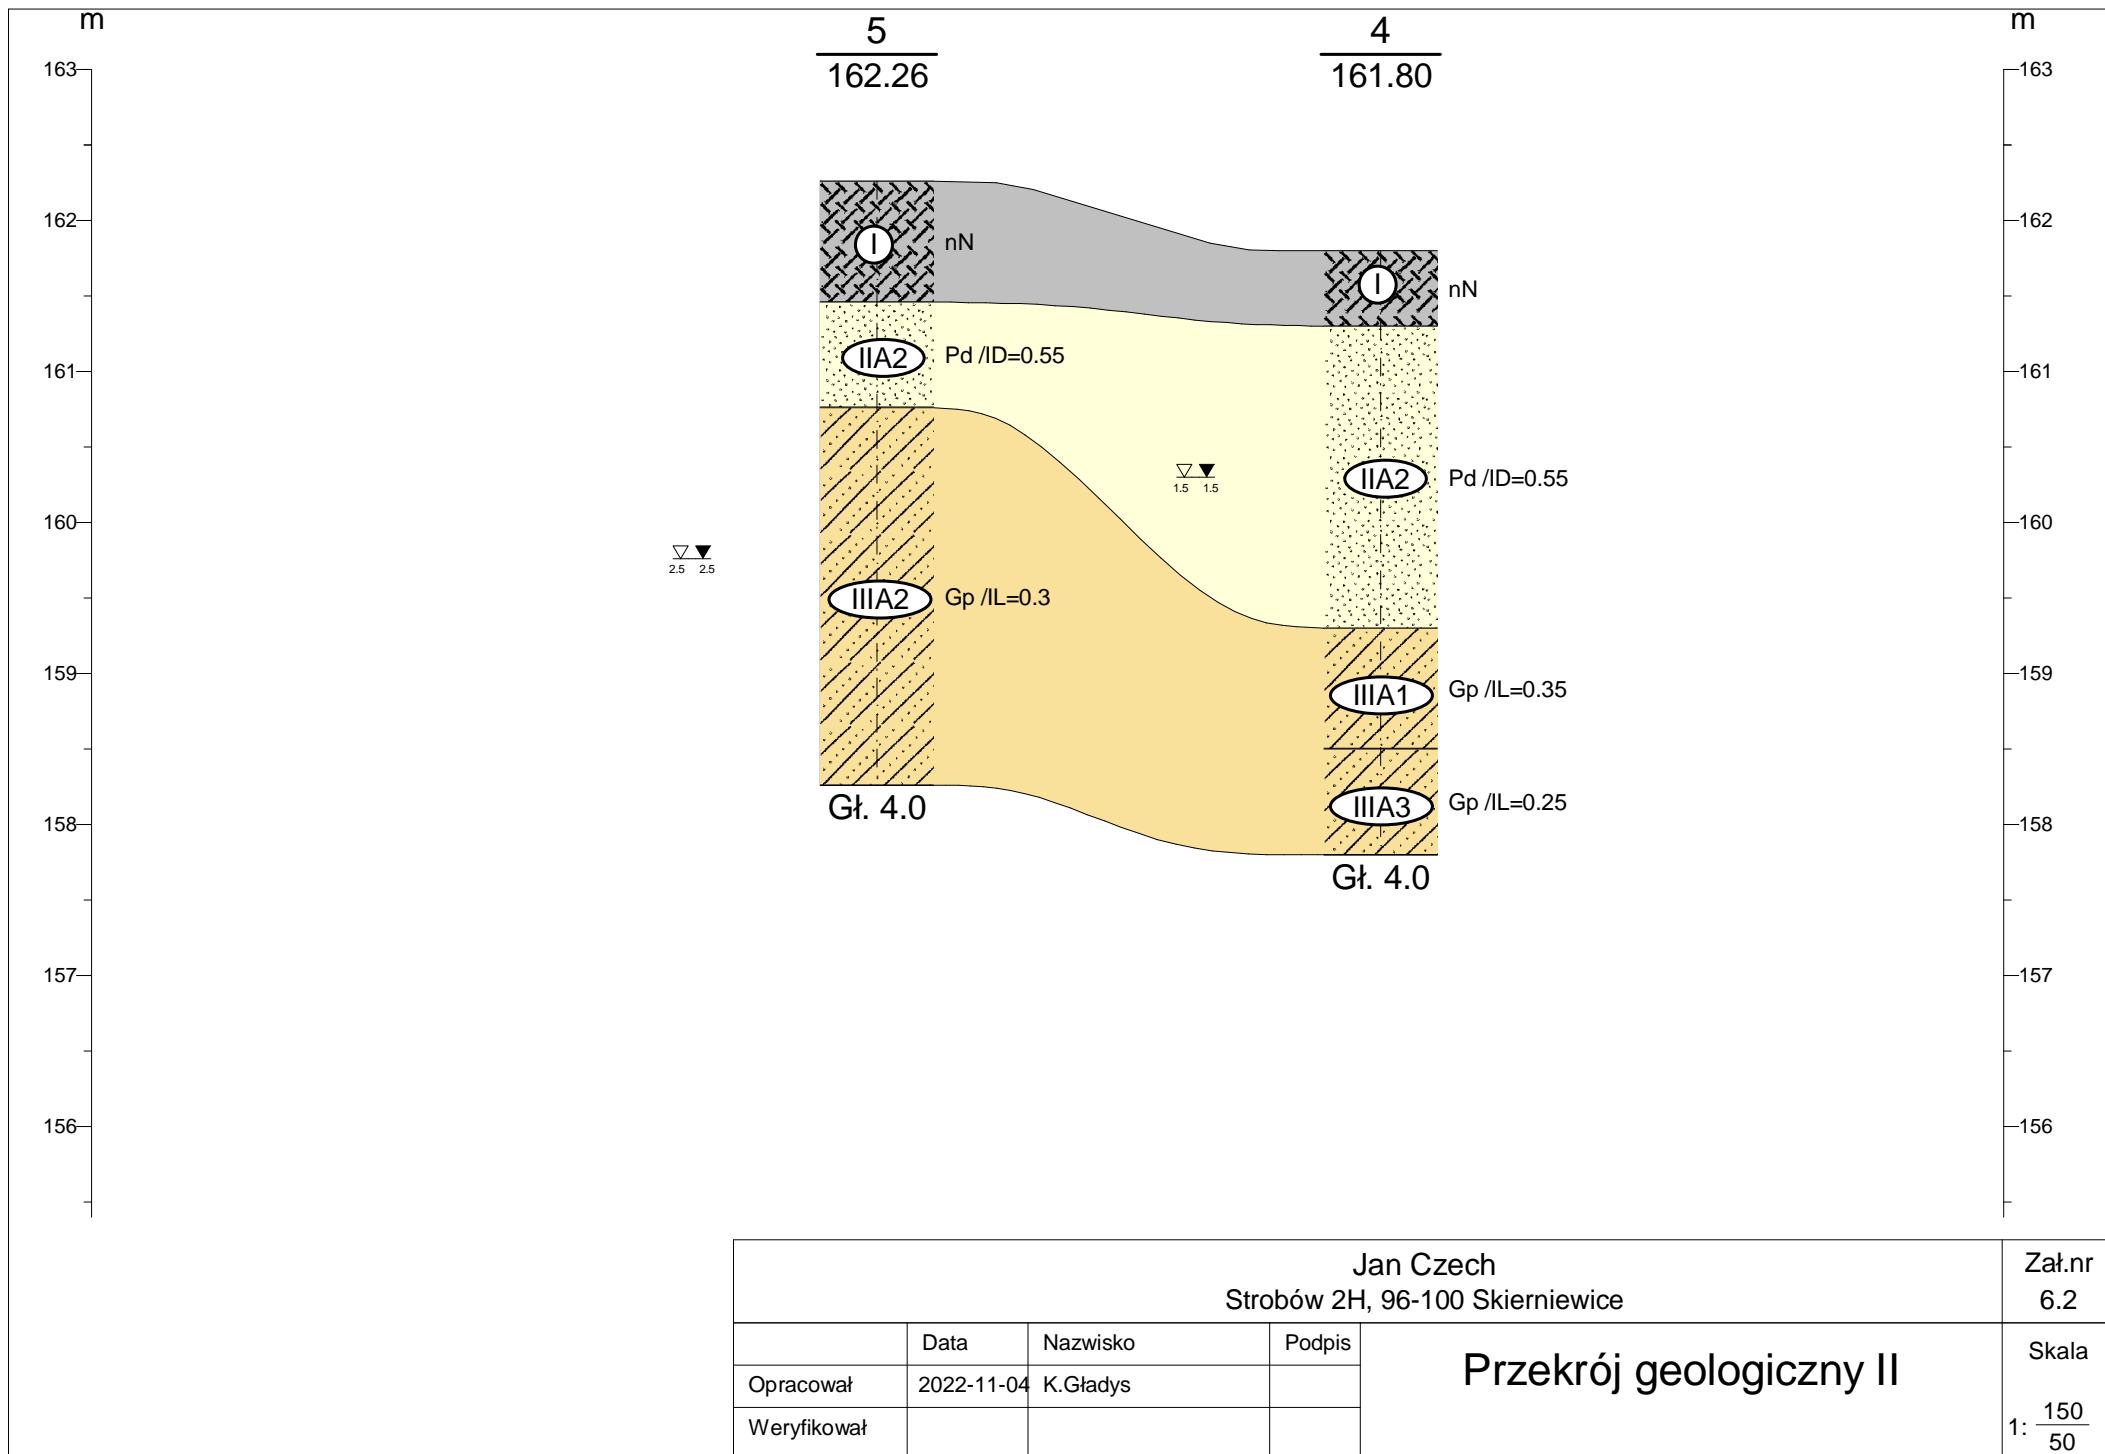 m
5
4
m
162.26
161.80
163
163
162
162
I
nN
I
nN
161
161
IIA2
Pd /ID=0.55
IIA2
Pd /ID=0.55
1.5 1.5
160
160
2.5 2.5
IIIA2
Gp /IL=0.3
159
159
IIIA1
Gp /IL=0.35
IIIA3
Gp /IL=0.25
158
158
Gł. 4.0
Gł. 4.0
157
157
156
156
Jan Czech
Strobów 2H, 96-100 Skierniewice
Zał.nr
6.2
Data Nazwisko Podpis
Opracował 2022-11-04 K.Gładys
Weryfikował
Przekrój geologiczny II
Skala
1: 150
50